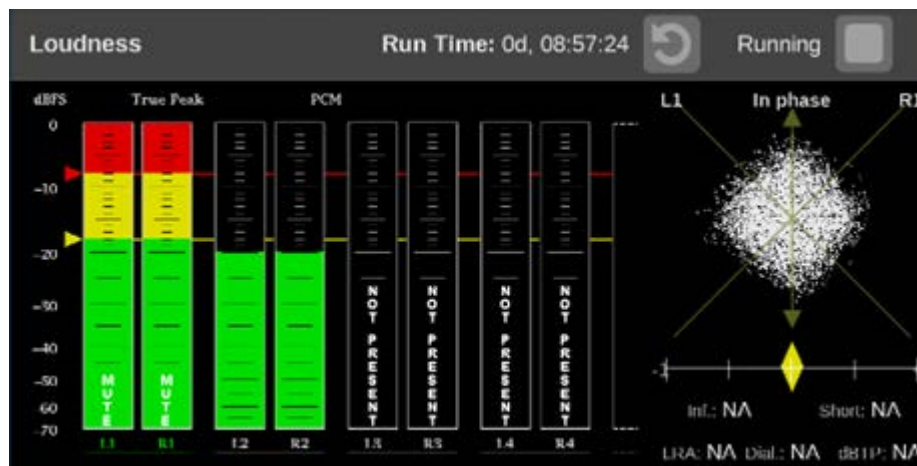 Loudness Run Time: 0d, 08:57:24 Running
dBFS True Peak PCM
0
-10
-20
-30
-40
-50
60
-70
MUTE
MUTE
NOT PRESENT
NOT PRESENT
NOT PRESENT
NOT PRESENT
L1 R1 L2 R2 L3 R3 L4 R4
L1 In phase R1
-1
Inf.: NA Short: NA
LRA: NA Dial.: NA dBTP: NA